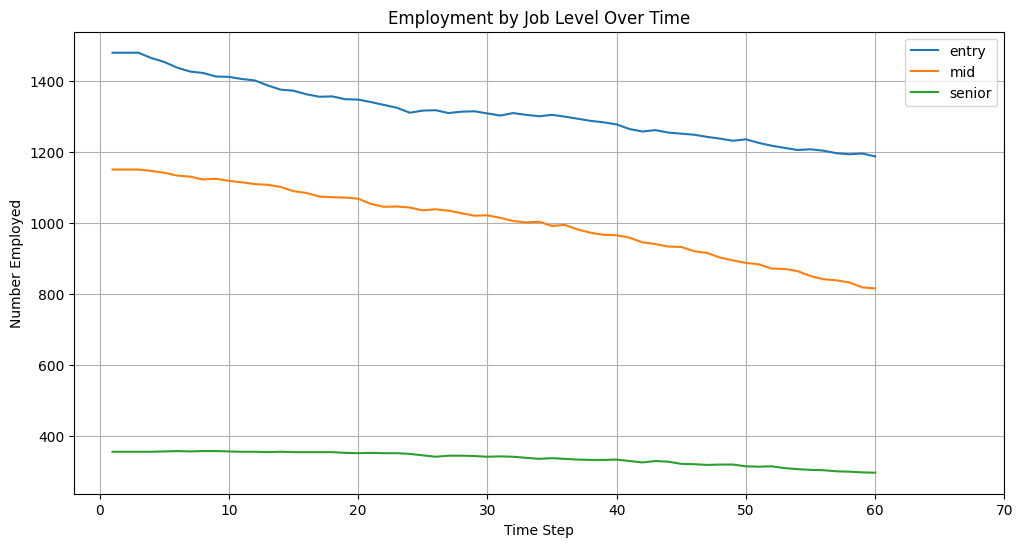 Employment by Job Level Over Time
entry
mid
senior
Number Employed
1400
1200
1000
800
600
400
0 10 20 30 40 50 60 70
Time Step